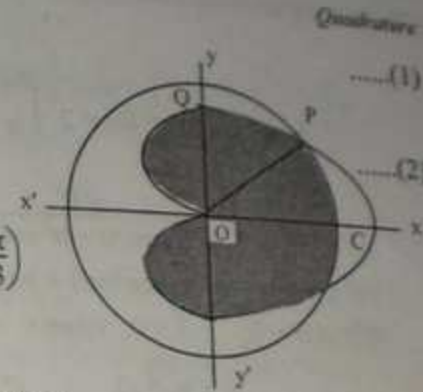 Quadrature
.....(1)
y
Q
P
.....(2
x'
x
O
C
y'